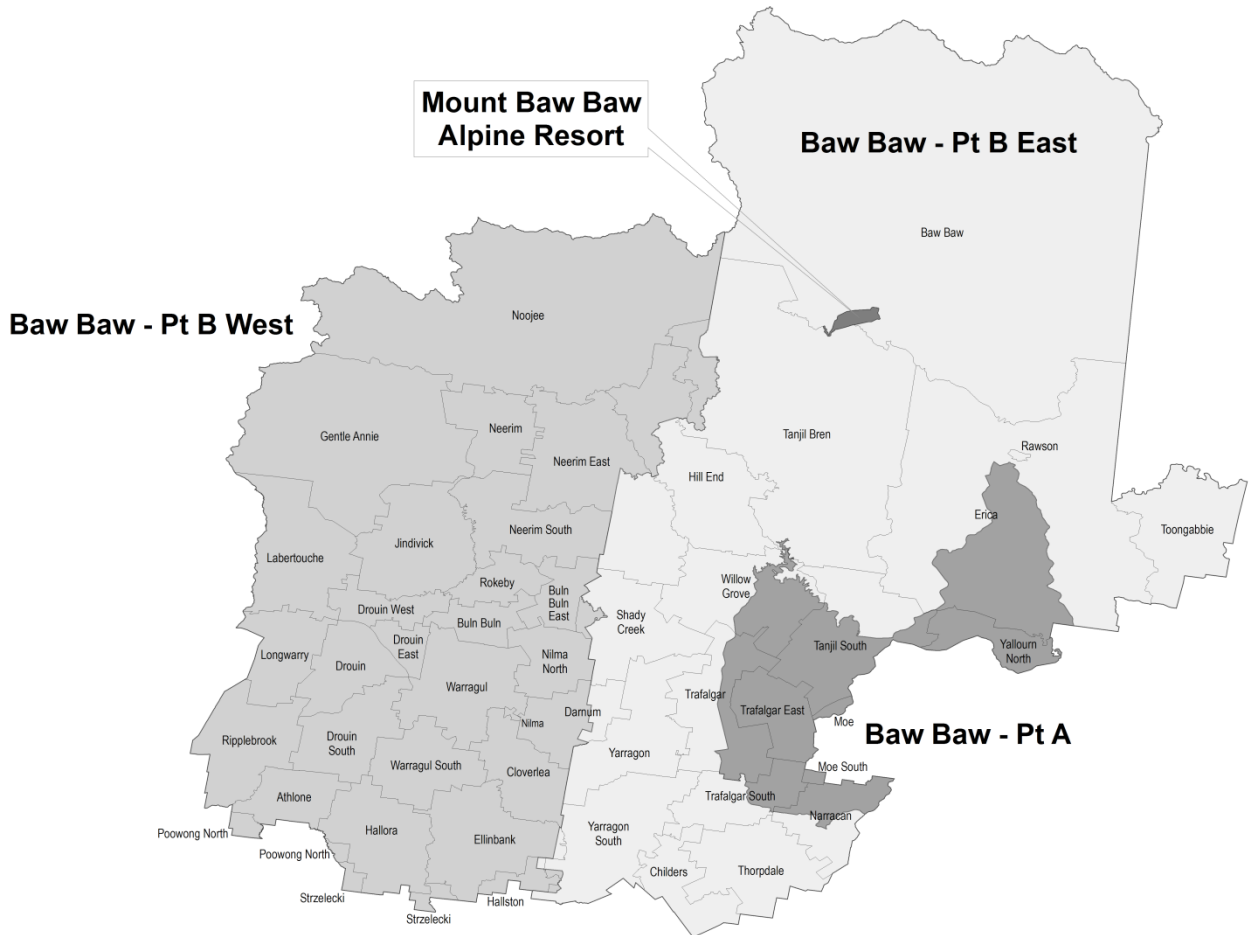 Mount Baw Baw
Alpine Resort
Baw Baw - Pt B East
Baw Baw
Baw Baw - Pt B West
Noojee
Gentle Annie
Neerim
Neerim East
Tanjil Bren
Rawson
Hill End
Erica
Toongabbie
Neerim South
Jindivick
Labertouche
Rokeby
Willow
Grove
Buln
Buln
East
Drouin West
Buln Buln
Shady
Creek
Drouin
East
Tanjil South
Yallourn
North
Longwarry
Drouin
Nilma
North
Warragul
Trafalgar
Trafalgar East
Darnum
Nilma
Moe
Baw Baw - Pt A
Ripplebrook
Drouin
South
Yarragon
Warragul South
Cloverlea
Moe South
Athlone
Trafalgar South
Narracan
Poowong North
Hallora
Ellinbank
Yarragon
South
Poowong North
Childers
Thorpdale
Strzelecki
Hallston
Strzelecki